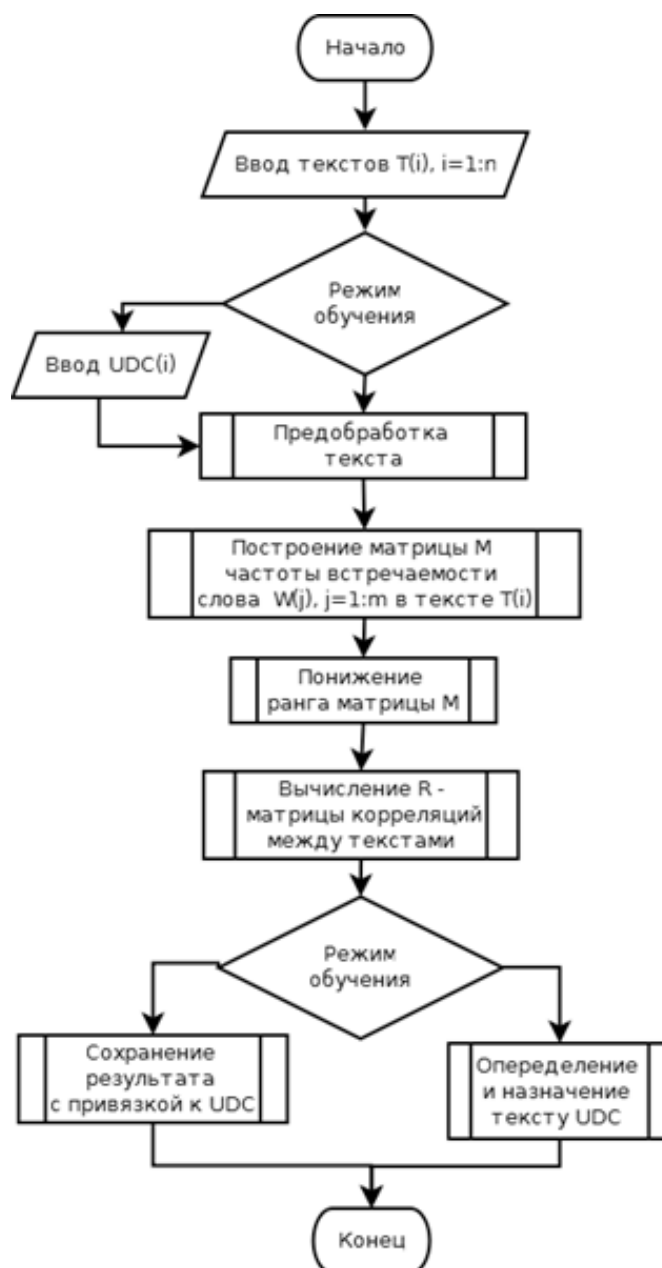 Начало
Ввод текстов T(i), i=1:n
Режим
обучения
Ввод UDC(i)
Предобработка
текста
Построение матрицы M
частоты встречаемости
слова W(j), j=1:m в тексте T(i)
Понижение
ранга матрицы M
Вычисление R -
матрицы корреляций
между текстами
Режим
обучения
Сохранение
результата
с привязкой к UDC
Опеределение
и назначение
тексту UDC
Конец